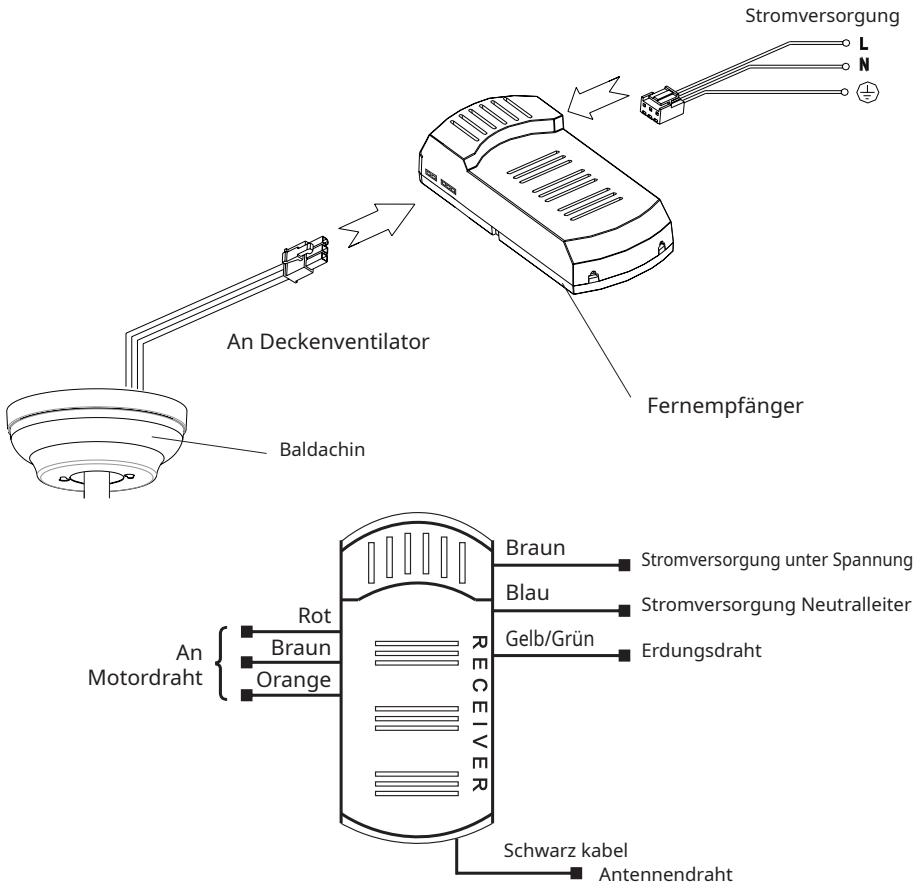 Stromversorgung
L
N
An Deckenventilator
Fernempfänger
Baldachin
Braun
Stromversorgung unter Spannung
Blau
Stromversorgung Neutralleiter
Gelb/Grün
Erdungsdraht
Rot
Braun
Orange
An
Motordraht
RECEIVER
Schwarz kabel
Antennendraht